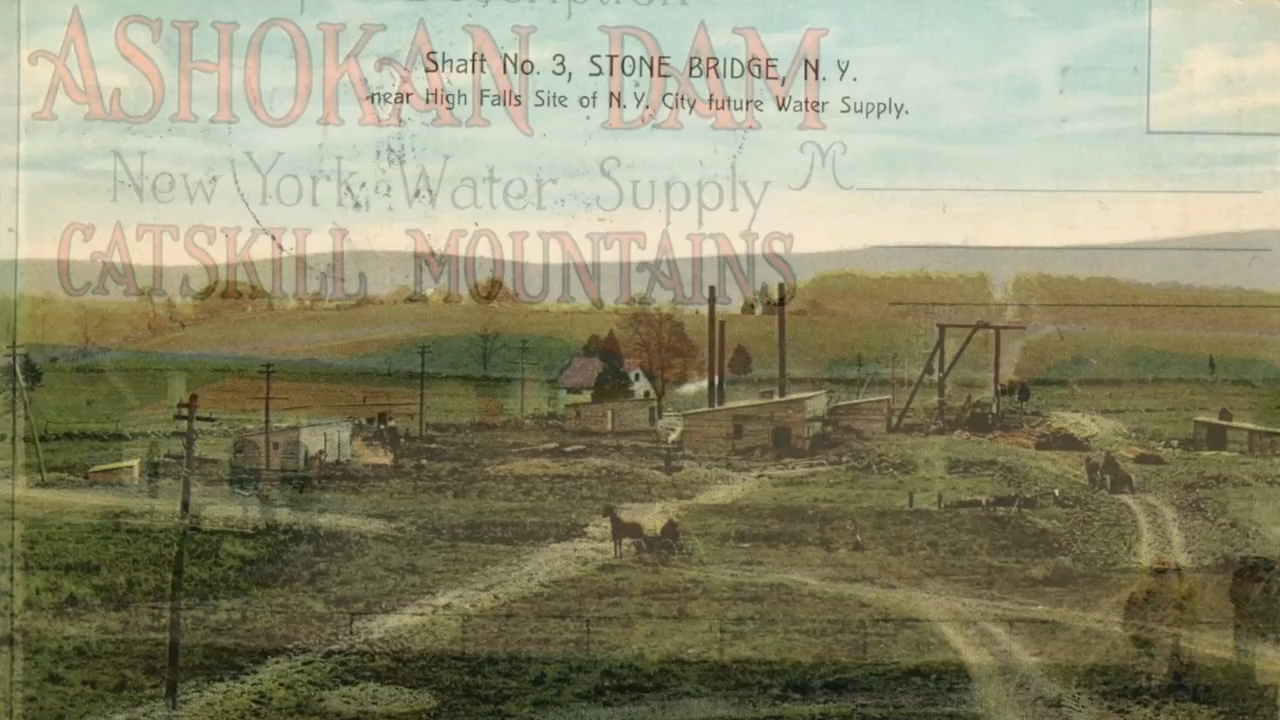 Description
ASHOKAN DAM
Shaft No. 3, STONE BRIDGE, N. Y.
near High Falls Site of N. Y. City future Water Supply.
New York Water Supply
M
CATSKILL MOUNTAINS